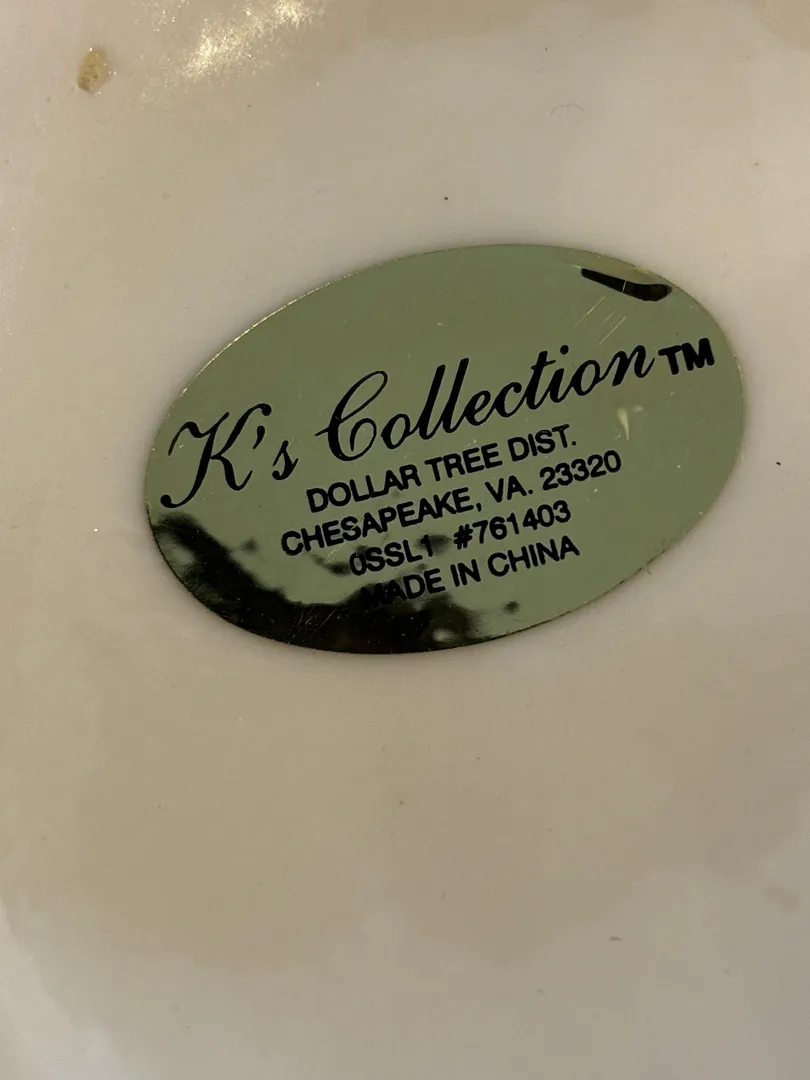 K's Collection™
DOLLAR TREE DIST.
CHESAPEAKE, VA. 23320
0SSL1 #761403
MADE IN CHINA